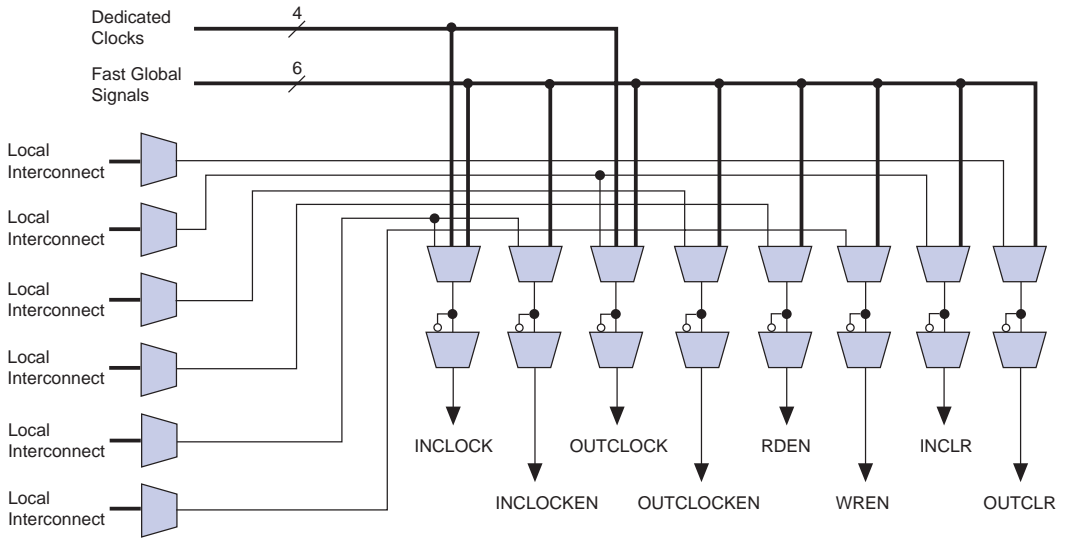 Dedicated
Clocks
4
Fast Global
Signals
6
Local
Interconnect
Local
Interconnect
Local
Interconnect
Local
Interconnect
Local
Interconnect
Local
Interconnect
INCLOCK
OUTCLOCK
RDEN
INCLR
INCLOCKEN
OUTCLOCKEN
WREN
OUTCLR